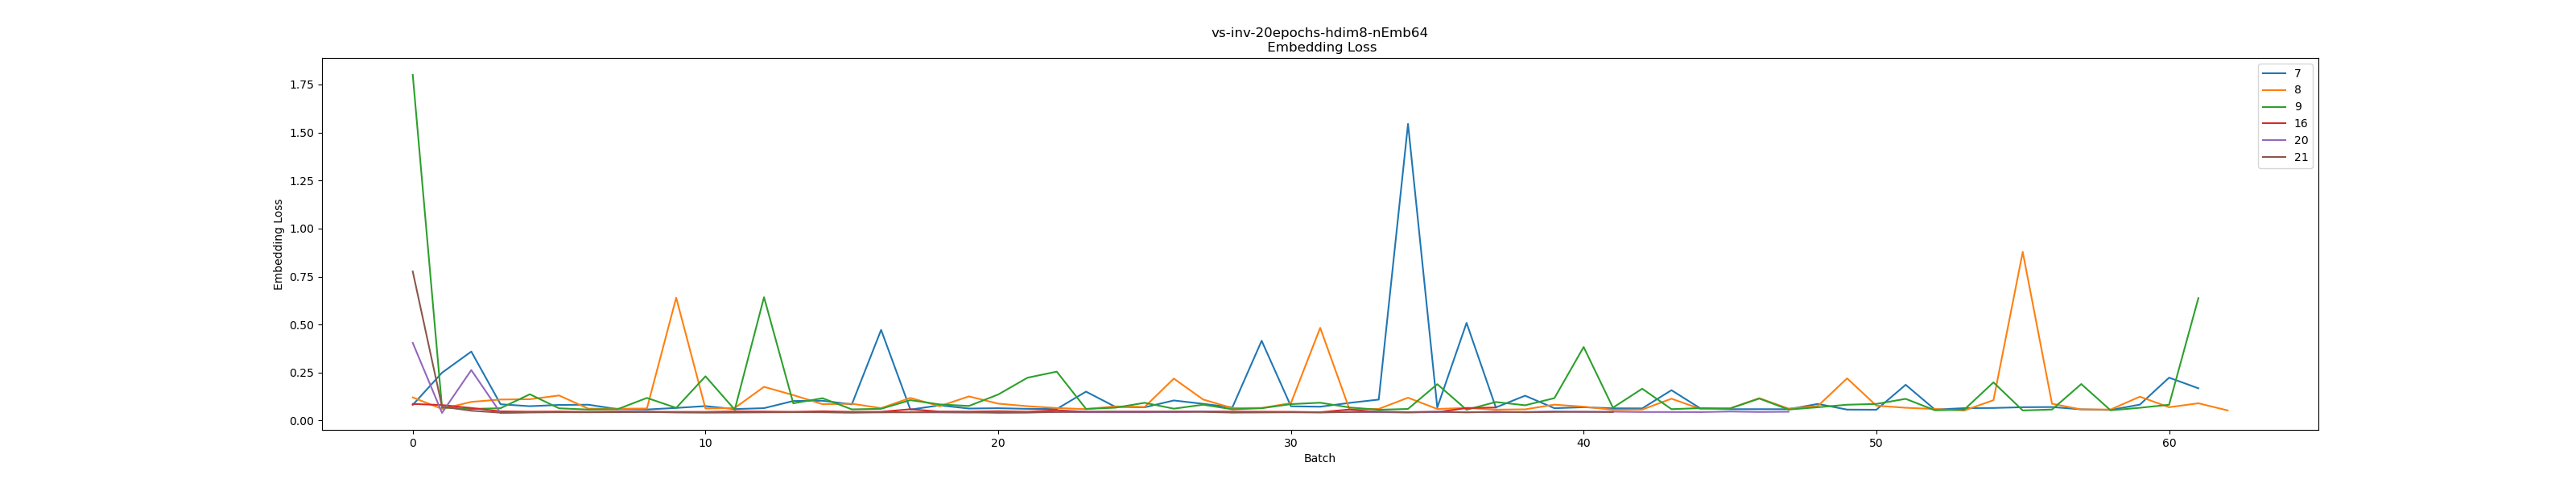 vs-inv-20epochs-hdim8-nEmb64
Embedding Loss
1.75
1.50
1.25
1.00
0.75
0.50
0.25
0.00
Embedding Loss
7
8
9
16
20
21
0 10 20 30 40 50 60
Batch